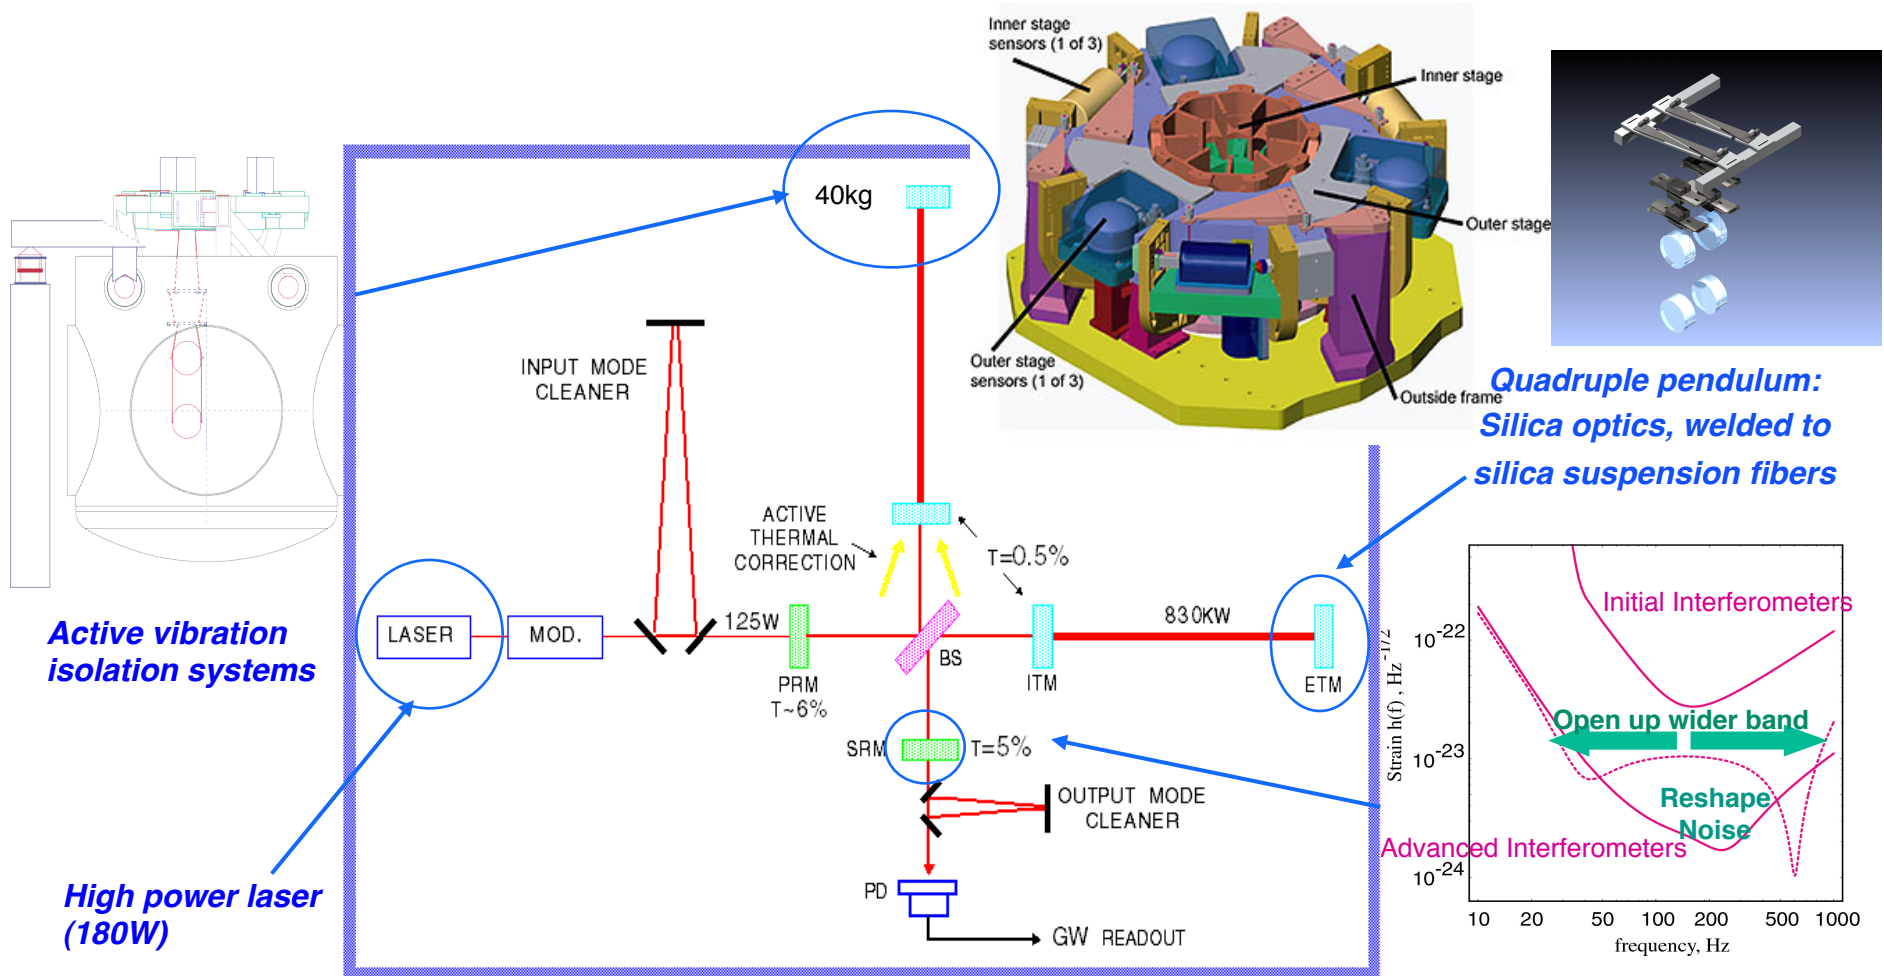 Inner stage
sensors (1 of 3)
Inner stage
Outer stage
Outer stage
sensors (1 of 3)
Outside frame
40kg
INPUT MODE
CLEANER
Quadruple pendulum:
Silica optics, welded to
silica suspension fibers
ACTIVE
THERMAL
CORRECTION
T=0.5%
Active vibration
isolation systems
LASER
MOD.
125W
PRM
T~6%
BS
830KW
ITM
ETM
SRM
T=5%
OUTPUT MODE
CLEANER
PD
GW READOUT
High power laser
(180W)
Initial Interferometers
Open up wider band
Reshape
Noise
Advanced Interferometers
Strain h(f) , Hz-1/2
10-22
10-23
10-24
10 20 50 100 200 500 1000
frequency, Hz